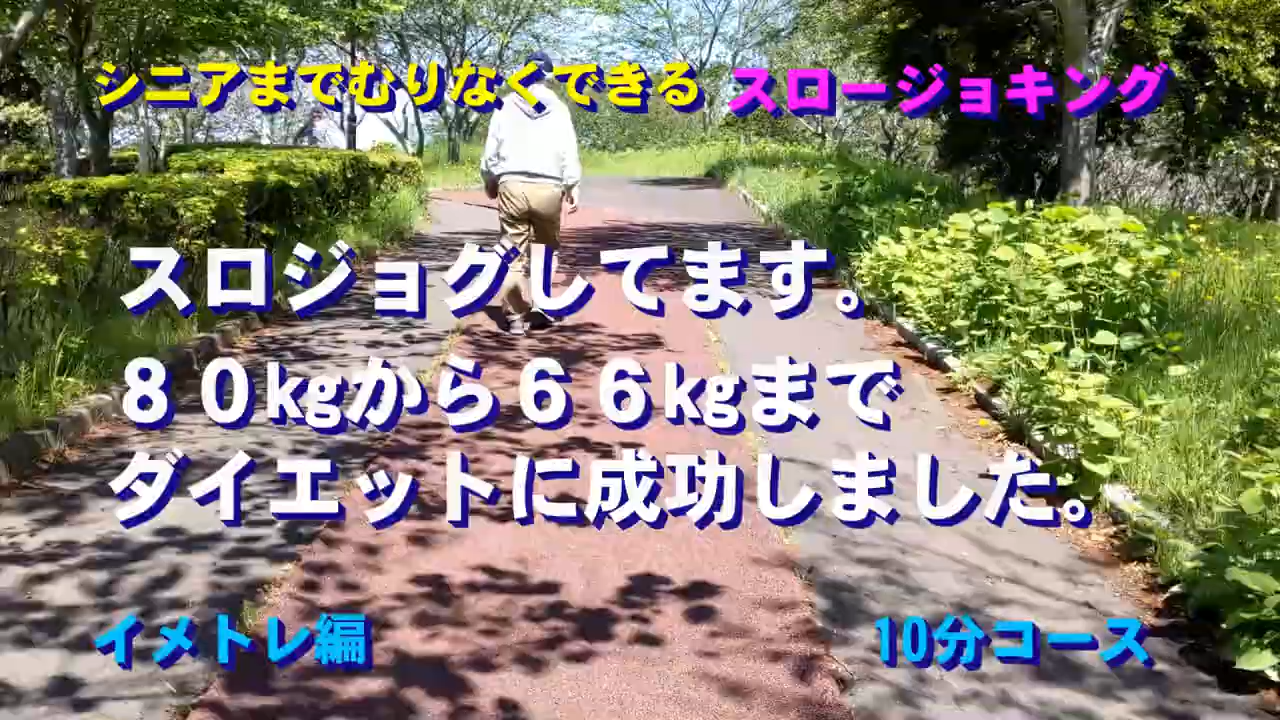 シニアまでむりなくできる スロージョキング
スロジョグしてます。
８０㎏から６６㎏まで
ダイエットに成功しました。
イメトレ編 10分コース